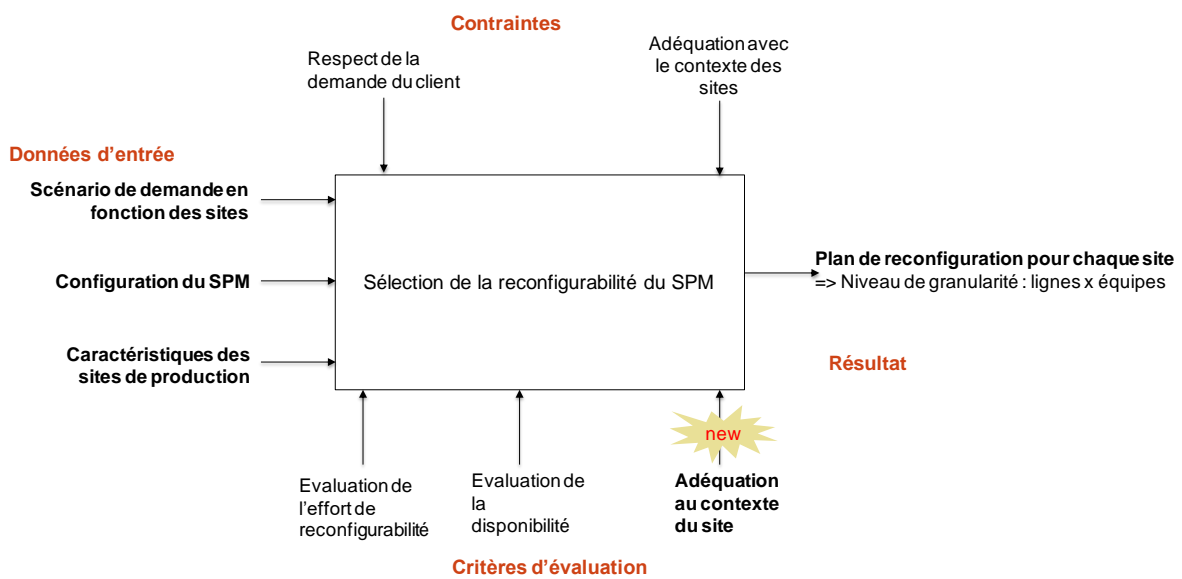 Contraintes
Respect de la
demande du client
Adéquation avec
le contexte des
sites
Données d'entrée
Scénario de demande en
fonction des sites
Configuration du SPM
Caractéristiques des
sites de production
Sélection de la reconfigurabilité du SPM
Plan de reconfiguration pour chaque site
=> Niveau de granularité : lignes x équipes
Résultat
new
Evaluation de
l'effort de
reconfigurabilité
Evaluation de
la
disponibilité
Adéquation
au contexte
du site
Critères d'évaluation